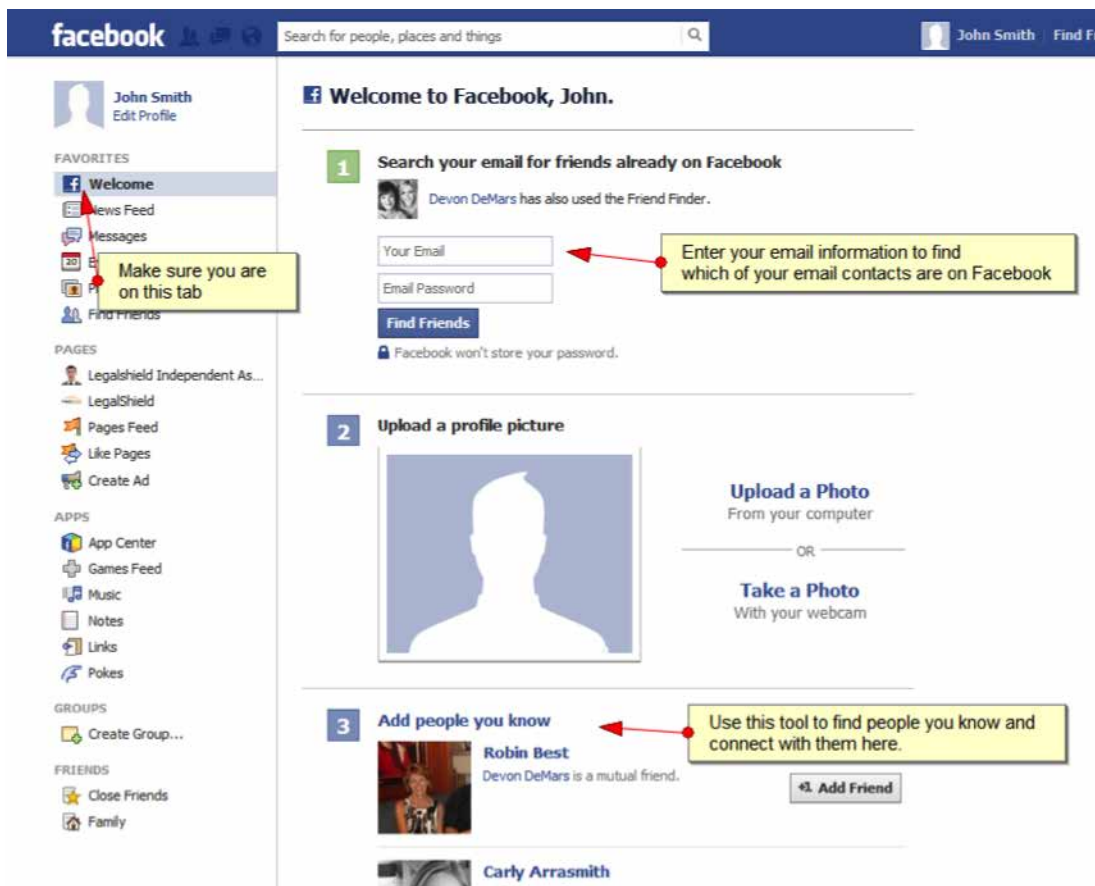 facebook
Search for people, places and things
John Smith
Find F
John Smith
Edit Profile
FAVORITES
Welcome
News Feed
Messages
20
Find Friends
Make sure you are
on this tab
PAGES
Legalshield Independent As...
LegalShield
Pages Feed
Like Pages
Create Ad
APPS
App Center
Games Feed
Music
Notes
Links
Pokes
GROUPS
Create Group...
FRIENDS
Close Friends
Family
Welcome to Facebook, John.
1
Search your email for friends already on Facebook
Devon DeMars has also used the Friend Finder.
Your Email
Email Password
Find Friends
Facebook won't store your password.
Enter your email information to find
which of your email contacts are on Facebook
2
Upload a profile picture
Upload a Photo
From your computer
OR
Take a Photo
With your webcam
3
Add people you know
Use this tool to find people you know and
connect with them here.
Robin Best
Devon DeMars is a mutual friend.
+1 Add Friend
Carly Arrasmith